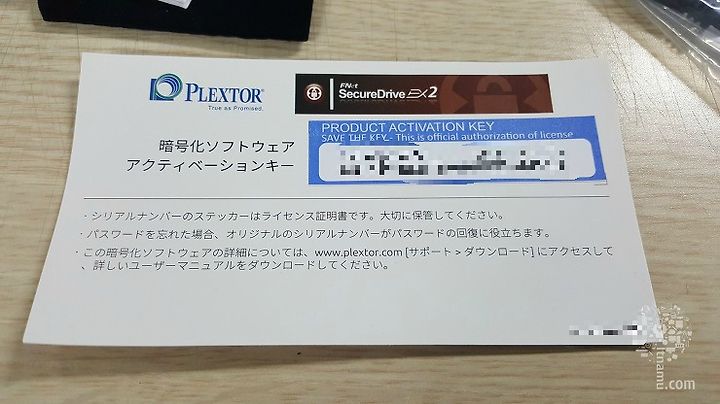 PLEXTOR®
True as Promised.
FNet
SecureDrive EX2
暗号化ソフトウェア
アクティベーションキー
PRODUCT ACTIVATION KEY
SAVE THE KEY- This is official authorization of license
・シリアルナンバーのステッカーはライセンス証明書です。大切に保管してください。
・パスワードを忘れた場合、オリジナルのシリアルナンバーがパスワードの回復に役立ちます。
・この暗号化ソフトウェアの詳細については、www.plextor.com [サポート > ダウンロード] にアクセスして
、詳しいユーザーマニュアルをダウンロードしてください。
tnamu.com